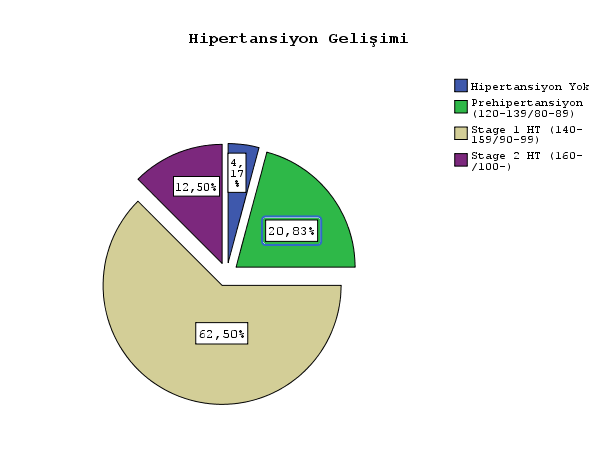 Hipertansiyon Gelişimi
Hipertansiyon Yok
Prehipertansiyon
(120-139/80-89)
Stage 1 HT (140-
159/90-99)
Stage 2 HT (160-
/100-)
4,
17
%
12,50%
20,83%
62,50%